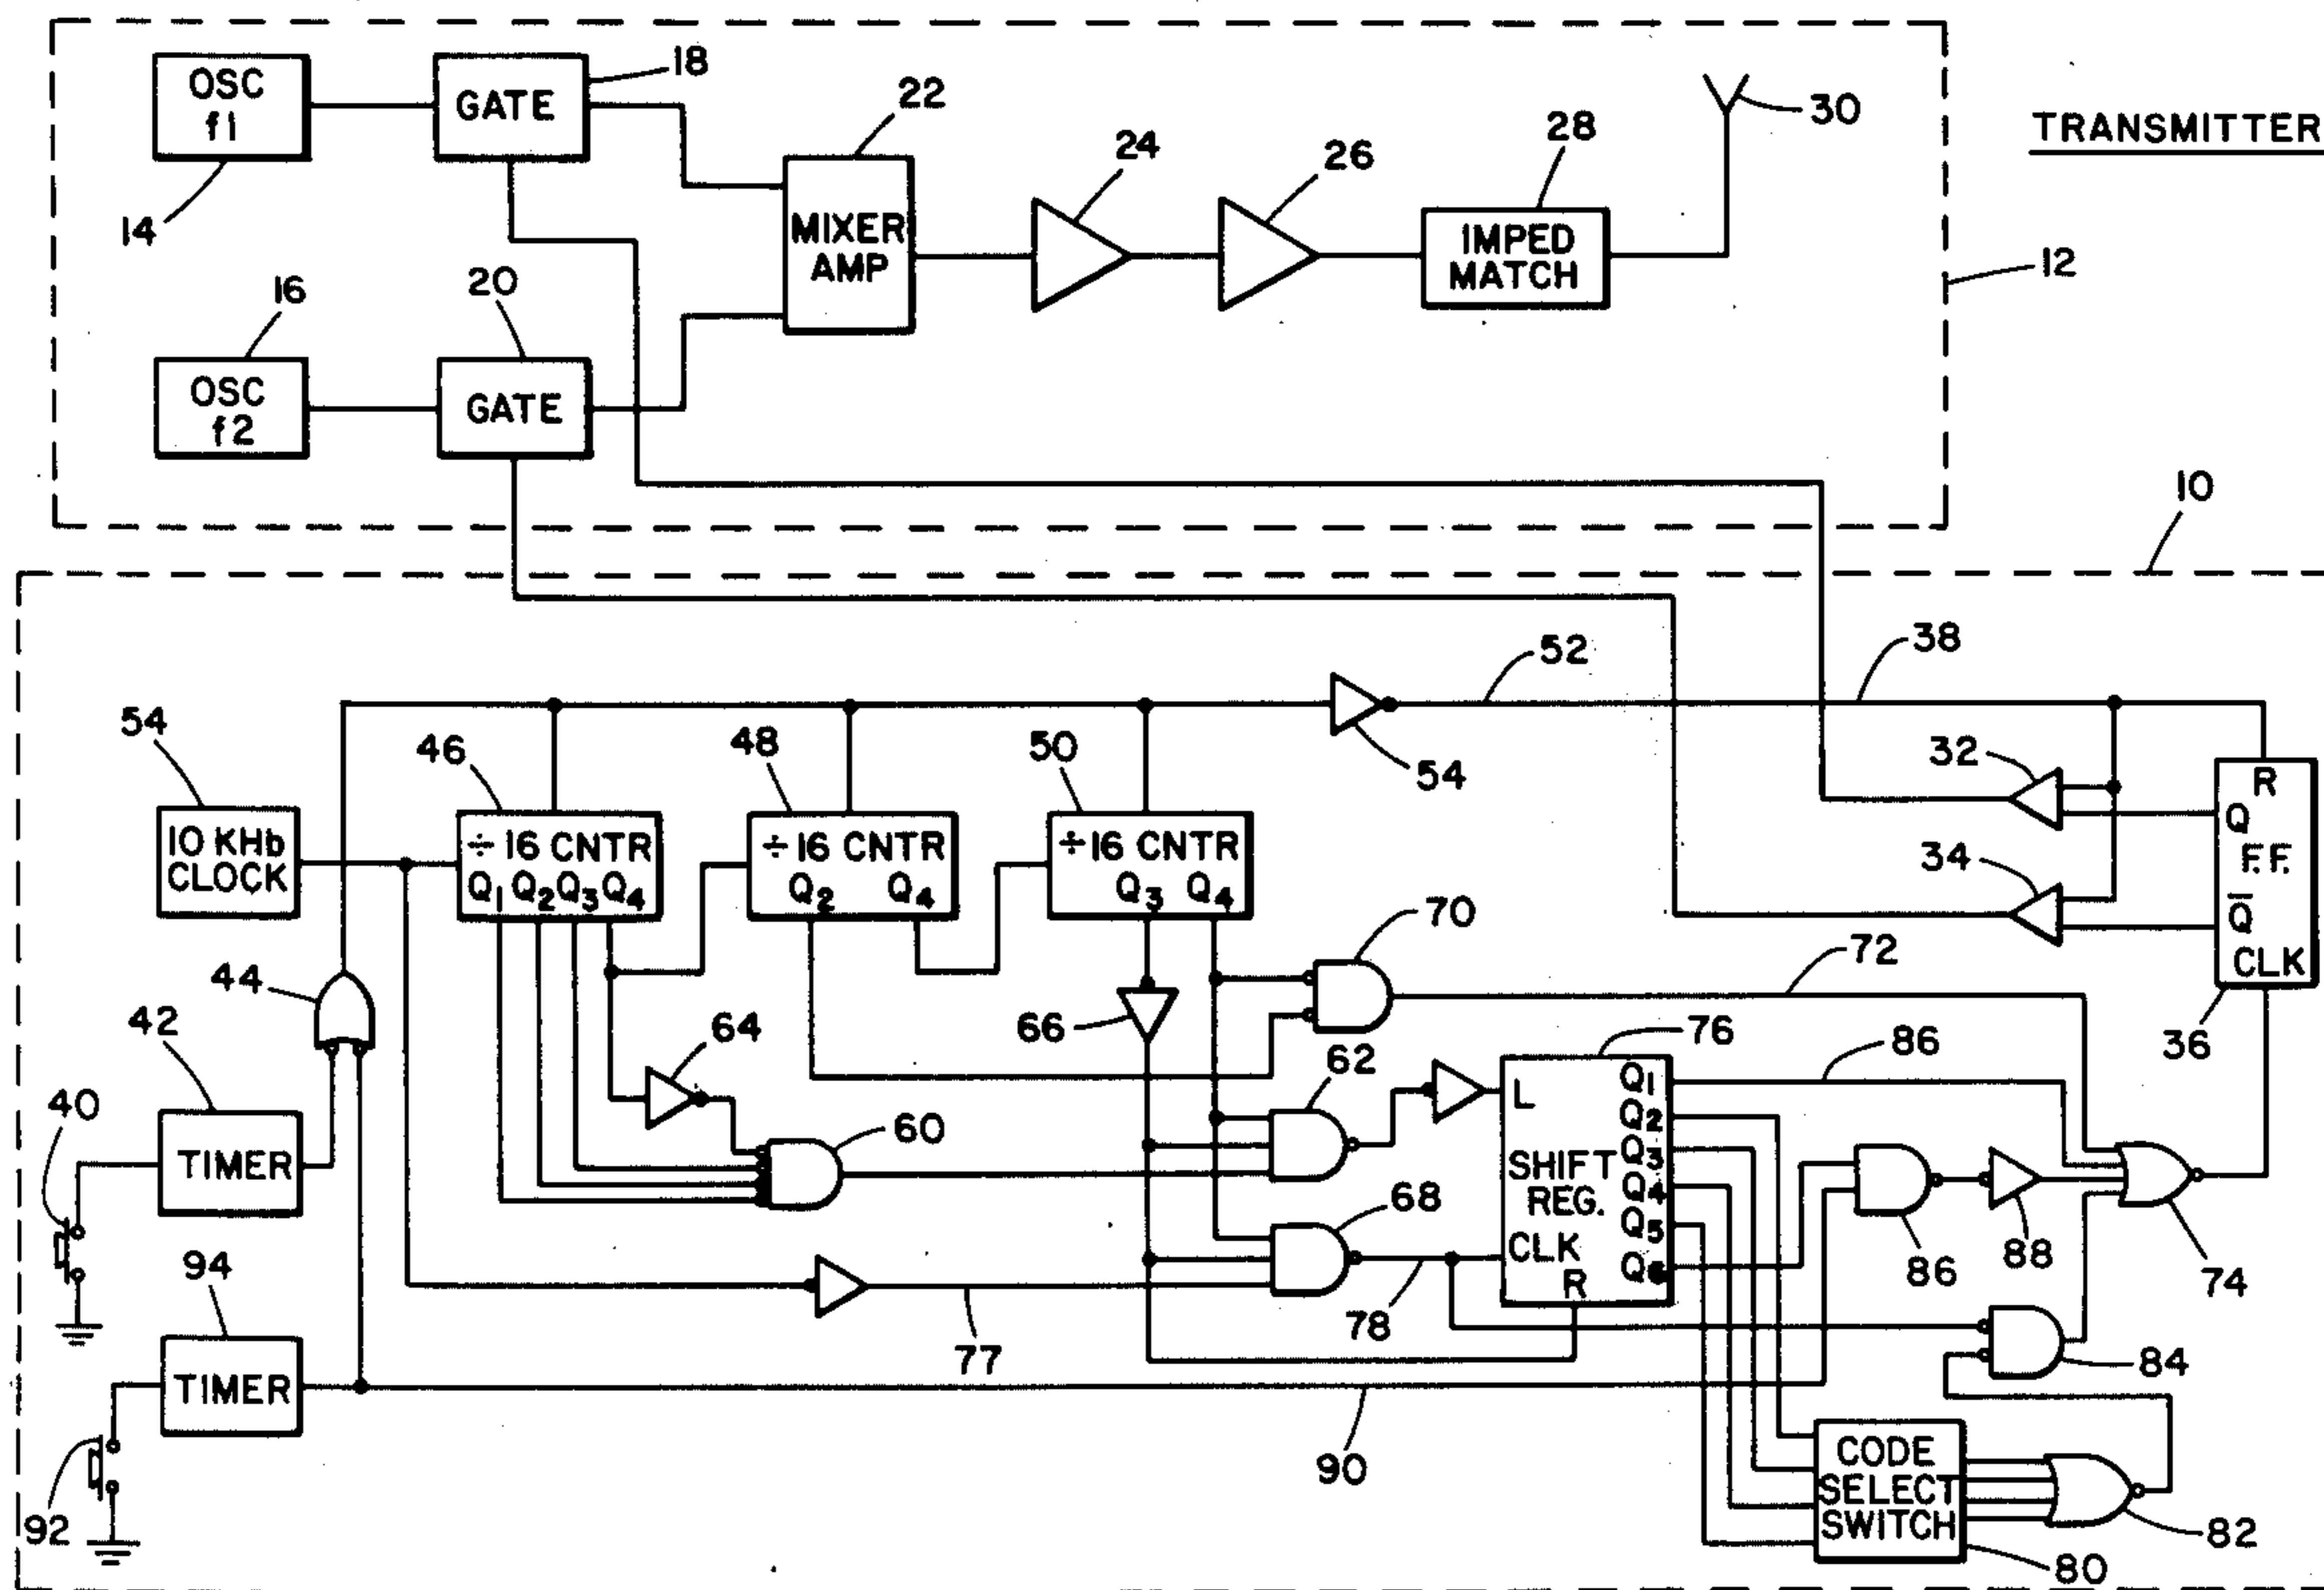 TRANSMITTER
OSC
f1
14
GATE
18
OSC
f2
16
GATE
20
MIXER
AMP
22
24
26
IMPED
MATCH
28
30
12
10
52
38
54
10 KHb
CLOCK
46
÷ 16 CNTR
Q1 Q2 Q3 Q4
48
÷16 CNTR
Q2 Q4
50
÷16 CNTR
Q3 Q4
54
32
34
R
Q
F.F.
Q̅
CLK
36
44
42
TIMER
40
94
TIMER
92
64
60
66
70
62
68
72
77
78
90
76
L
SHIFT
REG.
CLK
R
Q1
Q2
Q3
Q4
Q5
Q6
86
86
88
74
84
CODE
SELECT
SWITCH
80
82